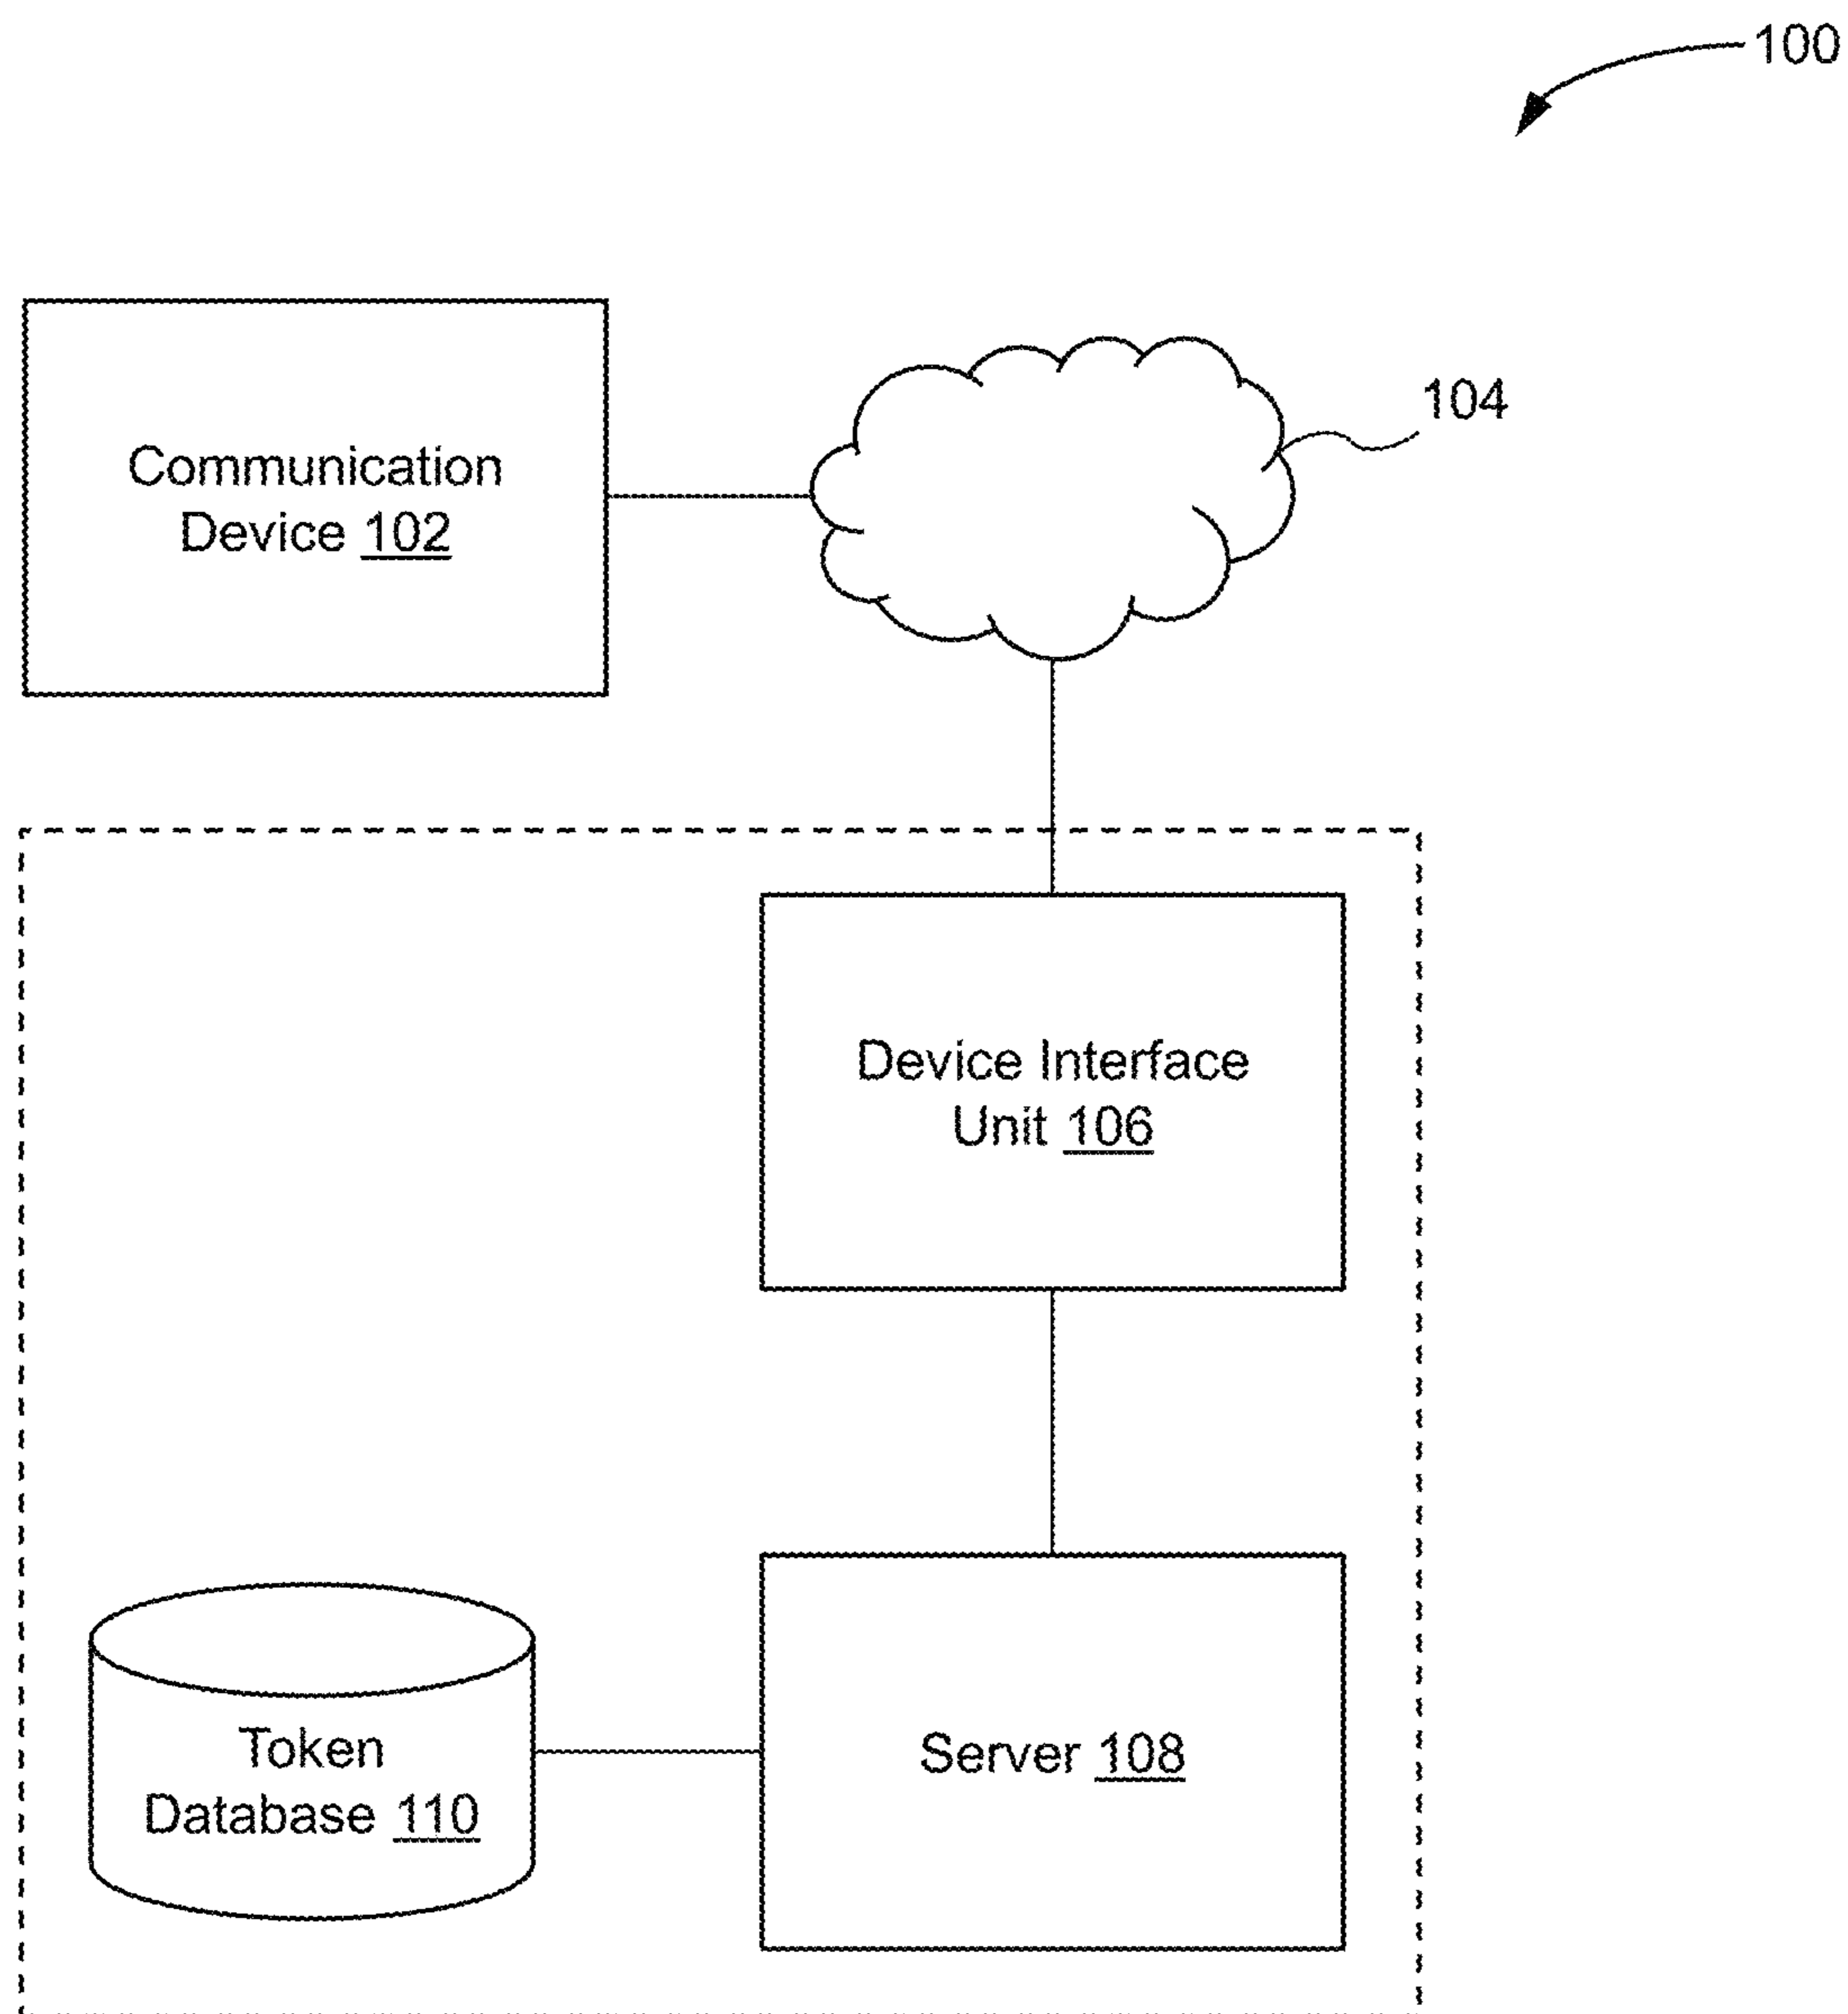 100
Communication
Device 102
104
Device Interface
Unit 106
Token
Database 110
Server 108